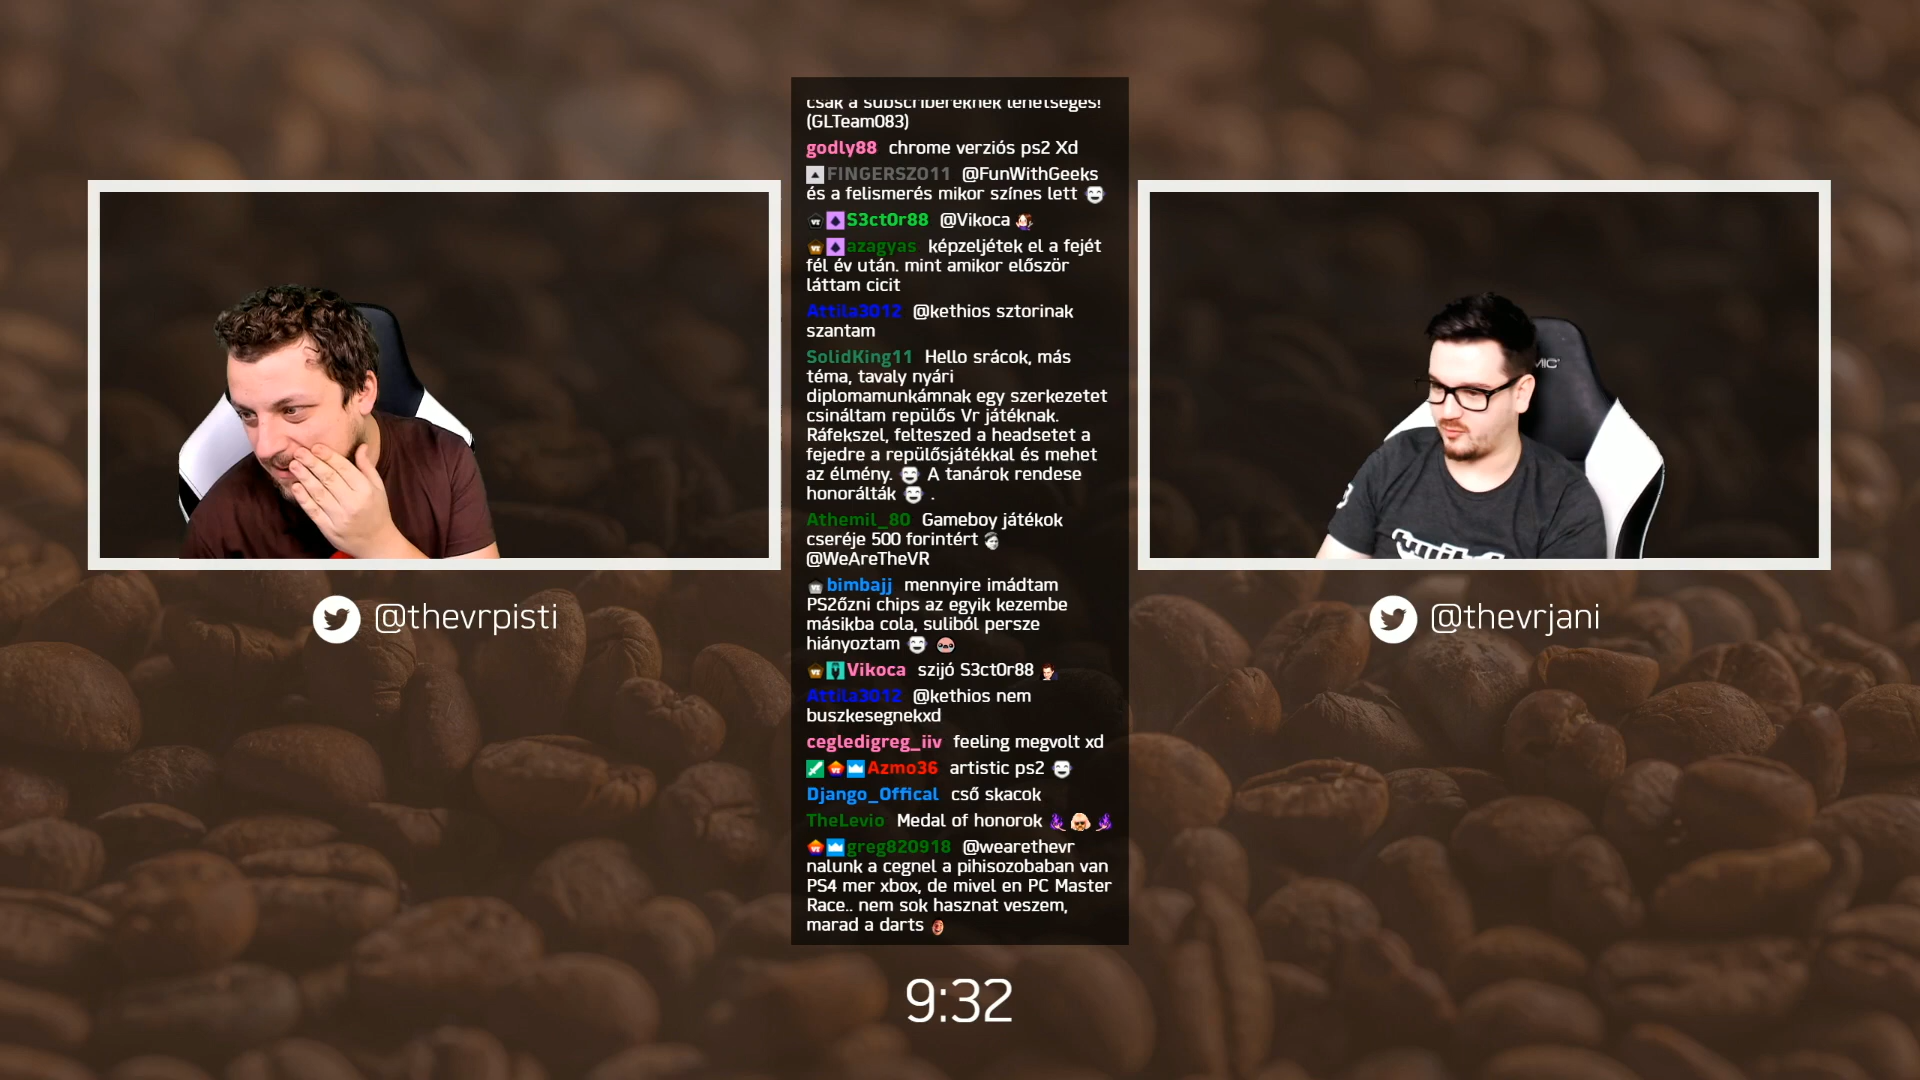 csak a subscribereknek lehetséges!
(GLTeam083)
godly88 chrome verziós ps2 Xd
FINGERSZO11 @FunWithGeeks
és a felismerés mikor színes lett
S3ct0r88 @Vikoca
azagyas képzeljétek el a fejét
fél év után. mint amikor először
láttam cicit
Attila3012 @kethios sztorinak
szantam
SolidKing11 Hello srácok, más
téma, tavaly nyári
diplomamunkámnak egy szerkezetet
csináltam repülős Vr játéknak.
Ráfekszel, felteszed a headsetet a
fejedre a repülősjátékkal és mehet
az élmény. A tanárok rendese
honorálták .
Athemil_80 Gameboy játékok
cseréje 500 forintért
@WeAreTheVR
bimbajj mennyire imádtam
PS2őzni chips az egyik kezembe
másikba cola, suliból persze
hiányoztam
Vikoca szijó S3ct0r88
Attila3012 @kethios nem
buszkesegnekxd
cegledigreg_iiv feeling megvolt xd
Azmo36 artistic ps2
Django_Offical cső skacok
TheLevio Medal of honorok
greg820918 @wearethevr
nalunk a cegnel a pihisozobaban van
PS4 mer xbox, de mivel en PC Master
Race.. nem sok hasznat veszem,
marad a darts
@thevrpisti
@thevrjani
9:32